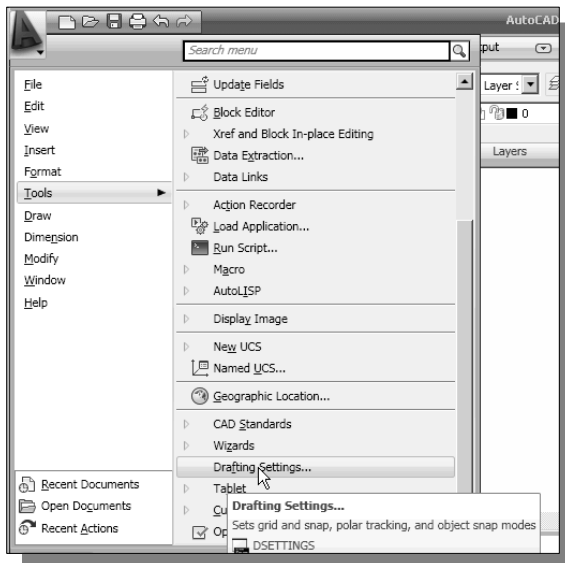 AutoCAD
Search menu
File
Edit
View
Insert
Format
Tools
Draw
Dimension
Modify
Window
Help
Recent Documents
Open Documents
Recent Actions
Update Fields
Block Editor
Xref and Block In-place Editing
Data Extraction...
Data Links
Action Recorder
Load Application...
Run Script...
Macro
AutoLISP
Display Image
New UCS
Named UCS...
Geographic Location...
CAD Standards
Wizards
Drafting Settings...
Tablet
Cu
Op
Drafting Settings...
Sets grid and snap, polar tracking, and object snap modes
DSETTINGS
put
Layer S
0
Layers